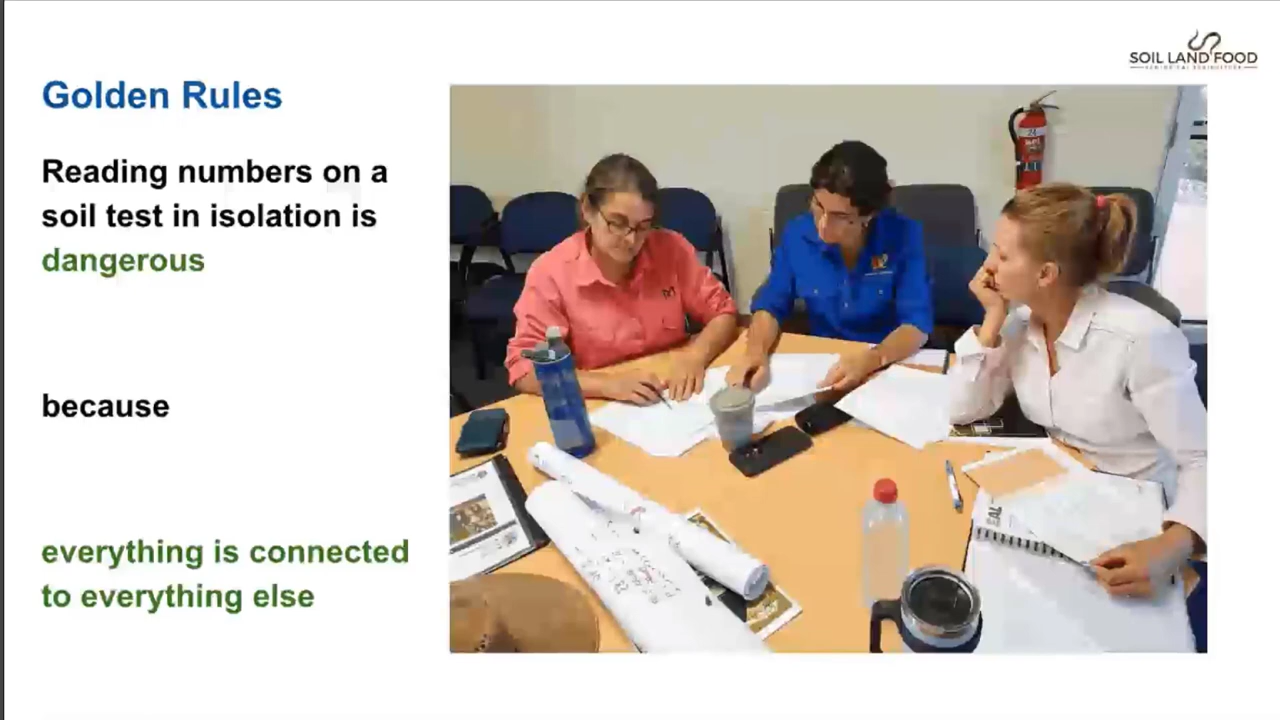 SOIL LAND FOOD
Golden Rules
Reading numbers on a
soil test in isolation is
dangerous
because
everything is connected
to everything else